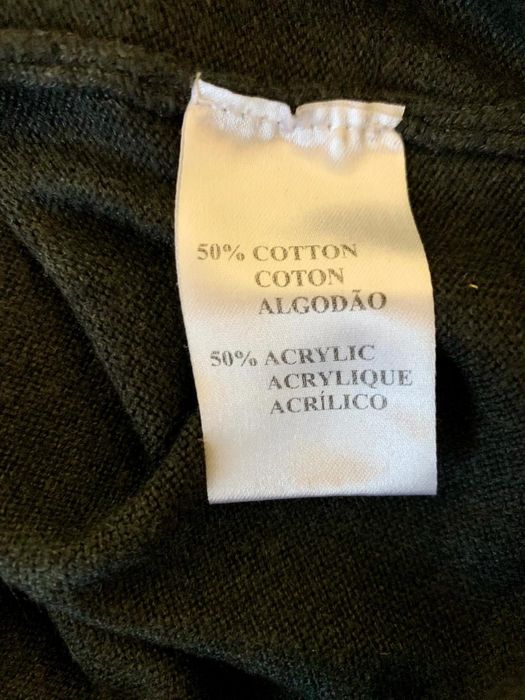 50% COTTON
COTON
ALGODÃO
50% ACRYLIC
ACRYLIQUE
ACRÍLICO